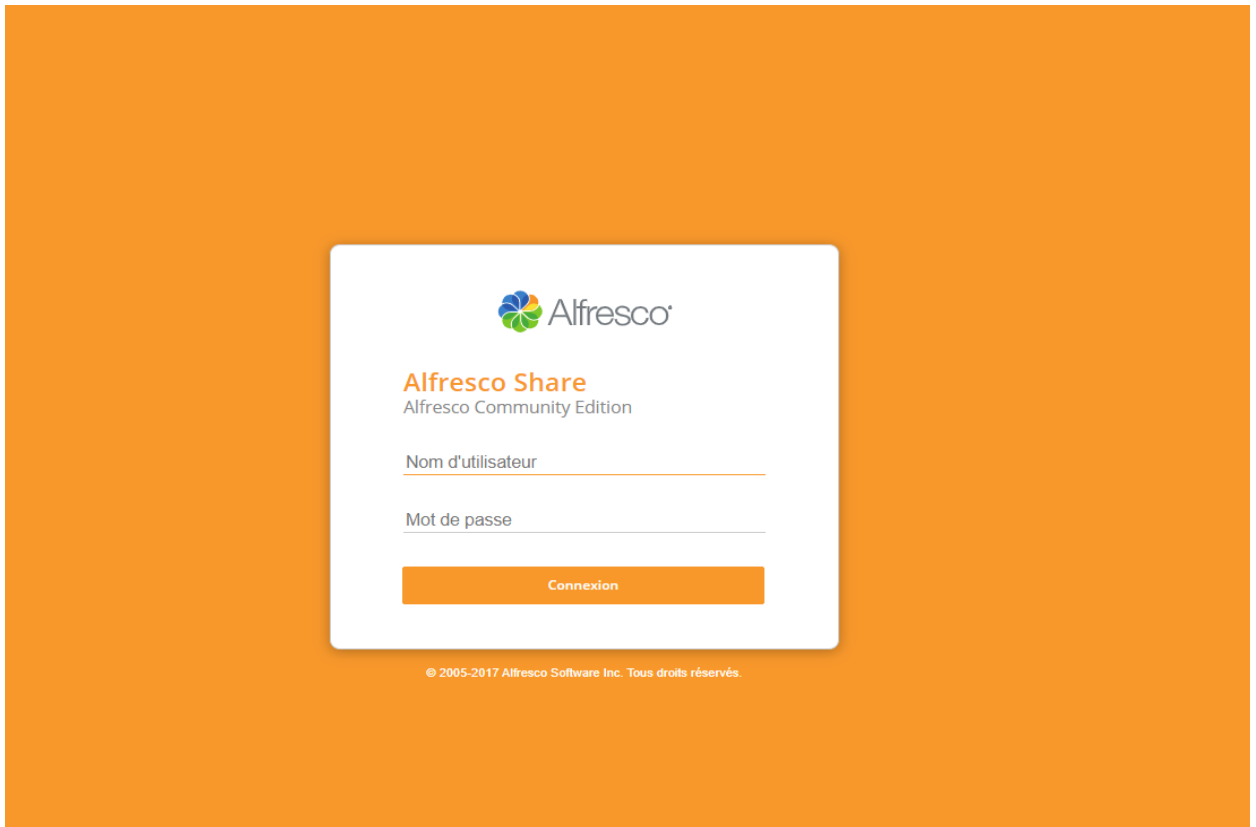 Alfresco
Alfresco Share
Alfresco Community Edition
Nom d'utilisateur
Mot de passe
Connexion
© 2005-2017 Alfresco Software Inc. Tous droits réservés.